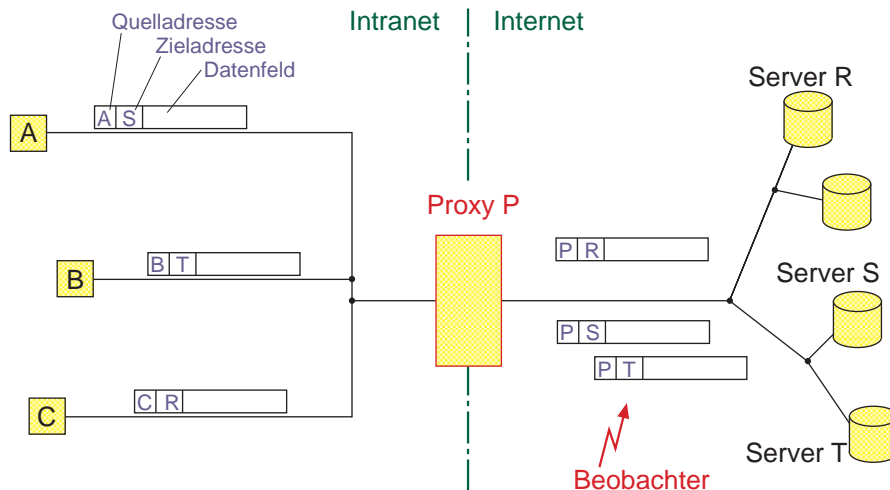 Quelladresse
Zieladresse
Datenfeld
Intranet
Internet
Server R
A
A S
Proxy P
B
B T
P R
Server S
P S
P T
C
C R
Server T
Beobachter